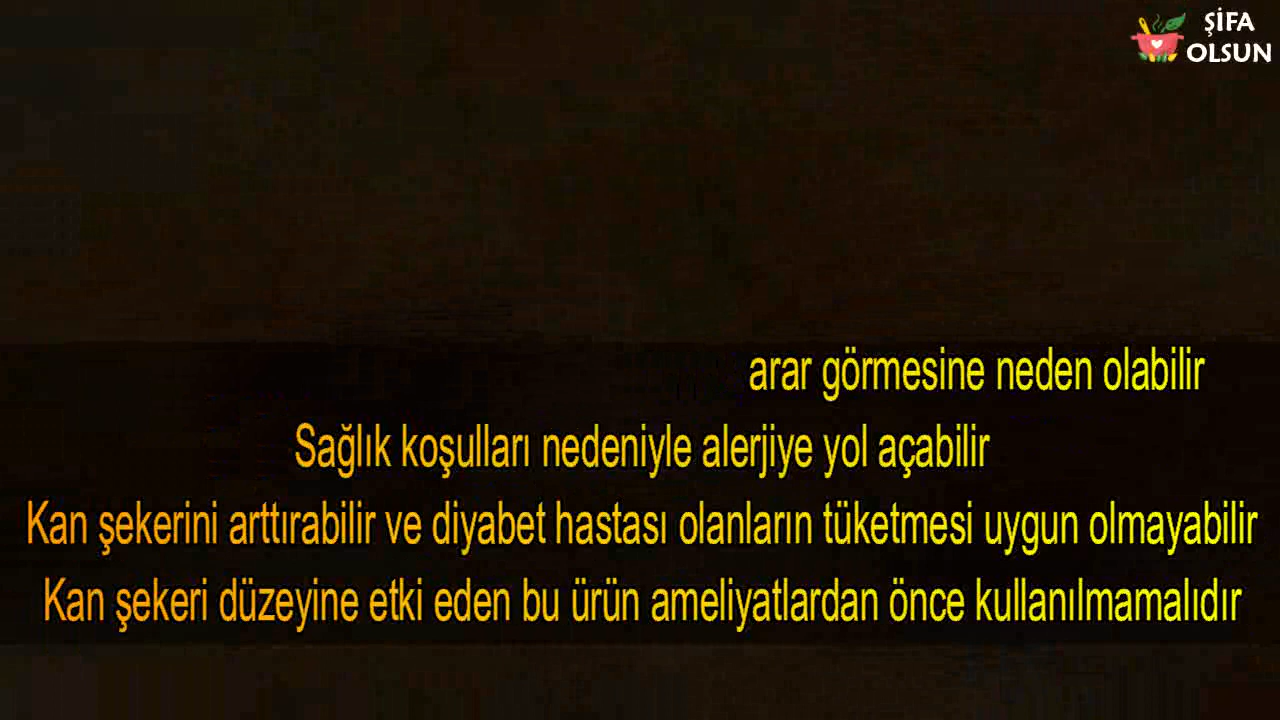 ŞİFA
OLSUN
arar görmesine neden olabilir
Sağlık koşulları nedeniyle alerjiye yol açabilir
Kan şekerini arttırabilir ve diyabet hastası olanların tüketmesi uygun olmayabilir
Kan şekeri düzeyine etki eden bu ürün ameliyatlardan önce kullanılmamalıdır